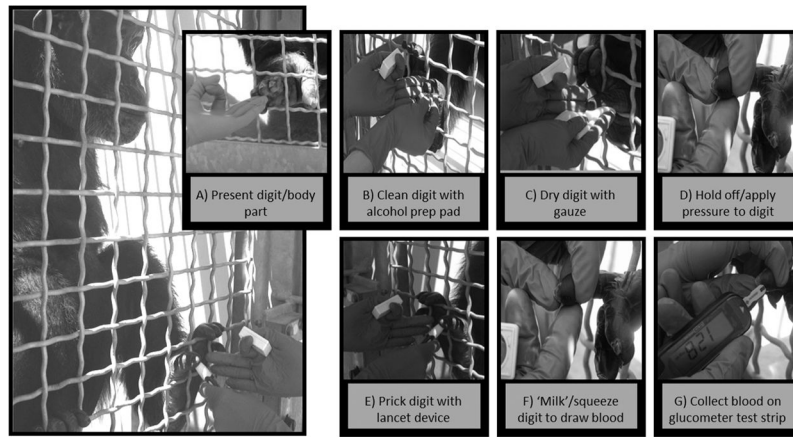 A) Present digit/body
part
B) Clean digit with
alcohol prep pad
C) Dry digit with
gauze
D) Hold off/apply
pressure to digit
E) Prick digit with
lancet device
F) ‘Milk’/squeeze
digit to draw blood
G) Collect blood on
glucometer test strip